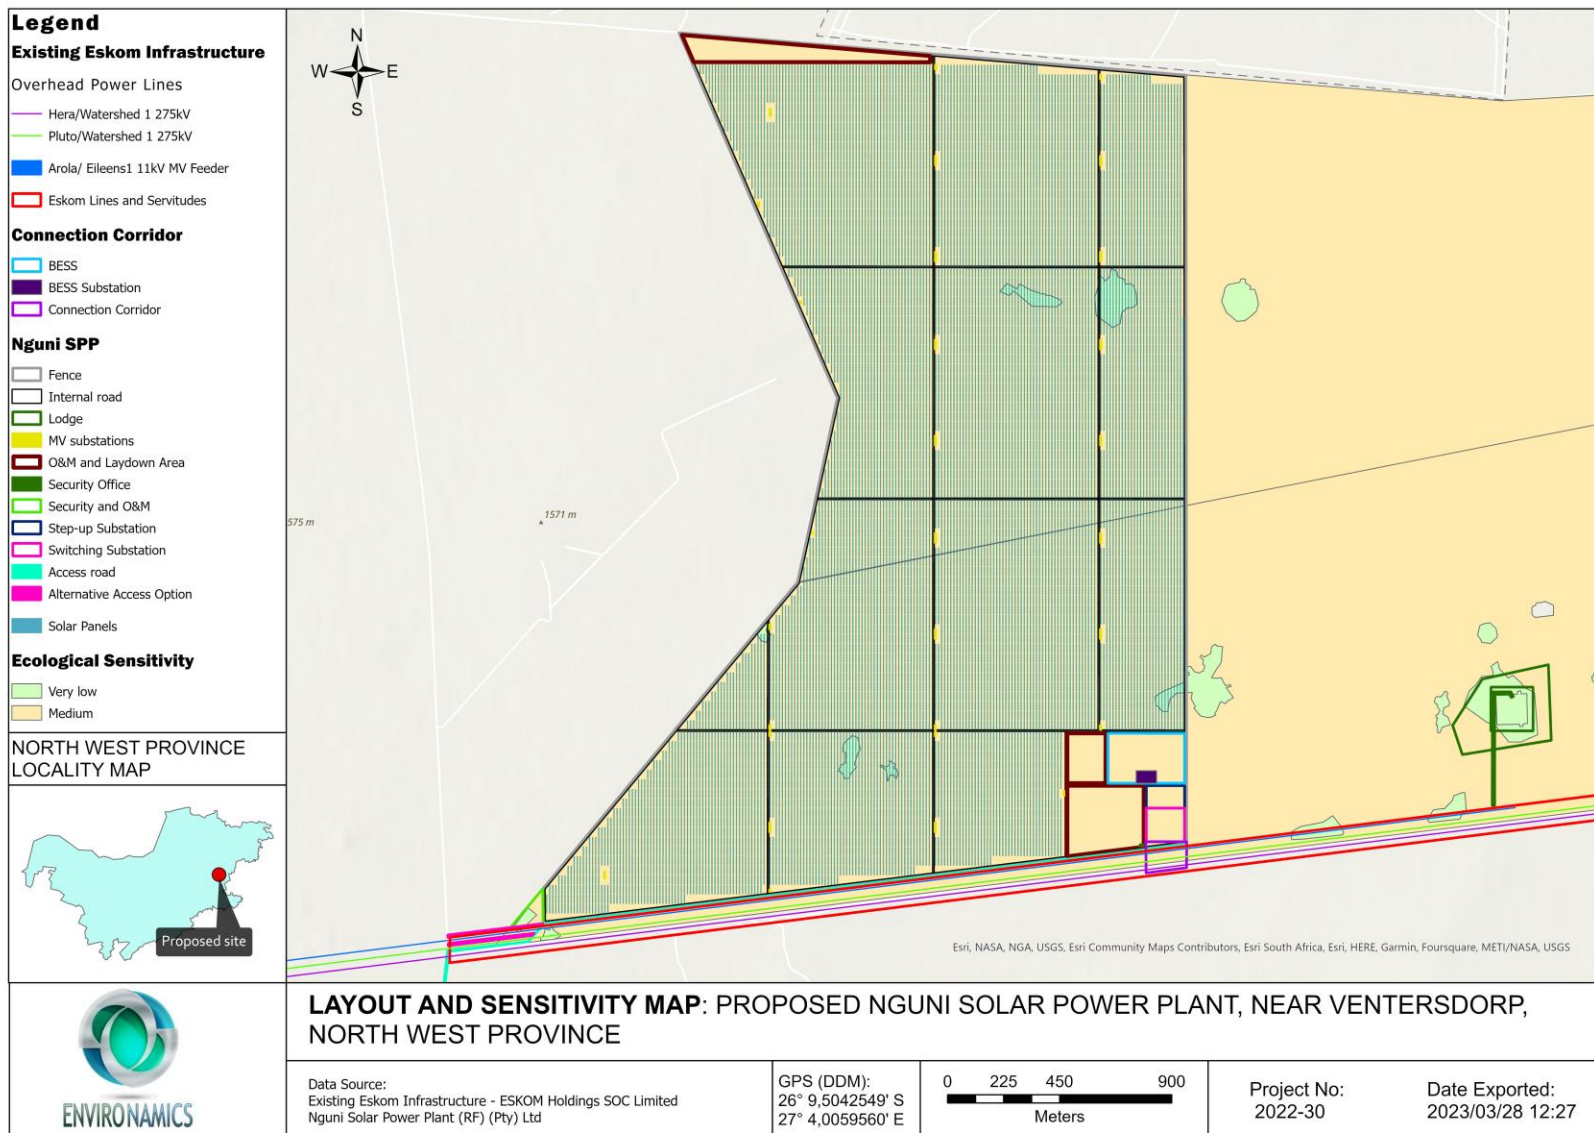 Legend
Existing Eskom Infrastructure
Overhead Power Lines
Hera/Watershed 1 275kV
Pluto/Watershed 1 275kV
Arola/ Eileens1 11kV MV Feeder
Eskom Lines and Servitudes
Connection Corridor
BESS
BESS Substation
Connection Corridor
Nguni SPP
Fence
Internal road
Lodge
MV substations
O&M and Laydown Area
Security Office
Security and O&M
Step-up Substation
Switching Substation
Access road
Alternative Access Option
Solar Panels
Ecological Sensitivity
Very low
Medium
NORTH WEST PROVINCE
LOCALITY MAP
Proposed site
N
W E
S
575 m
1571 m
Esri, NASA, NGA, USGS, Esri Community Maps Contributors, Esri South Africa, Esri, HERE, Garmin, Foursquare, METI/NASA, USGS
ENVIRONAMICS
LAYOUT AND SENSITIVITY MAP: PROPOSED NGUNI SOLAR POWER PLANT, NEAR VENTERSDORP,
NORTH WEST PROVINCE
Data Source:
Existing Eskom Infrastructure - ESKOM Holdings SOC Limited
Nguni Solar Power Plant (RF) (Pty) Ltd
GPS (DDM):
26° 9,5042549' S
27° 4,0059560' E
0 225 450 900
Meters
Project No:
2022-30
Date Exported:
2023/03/28 12:27